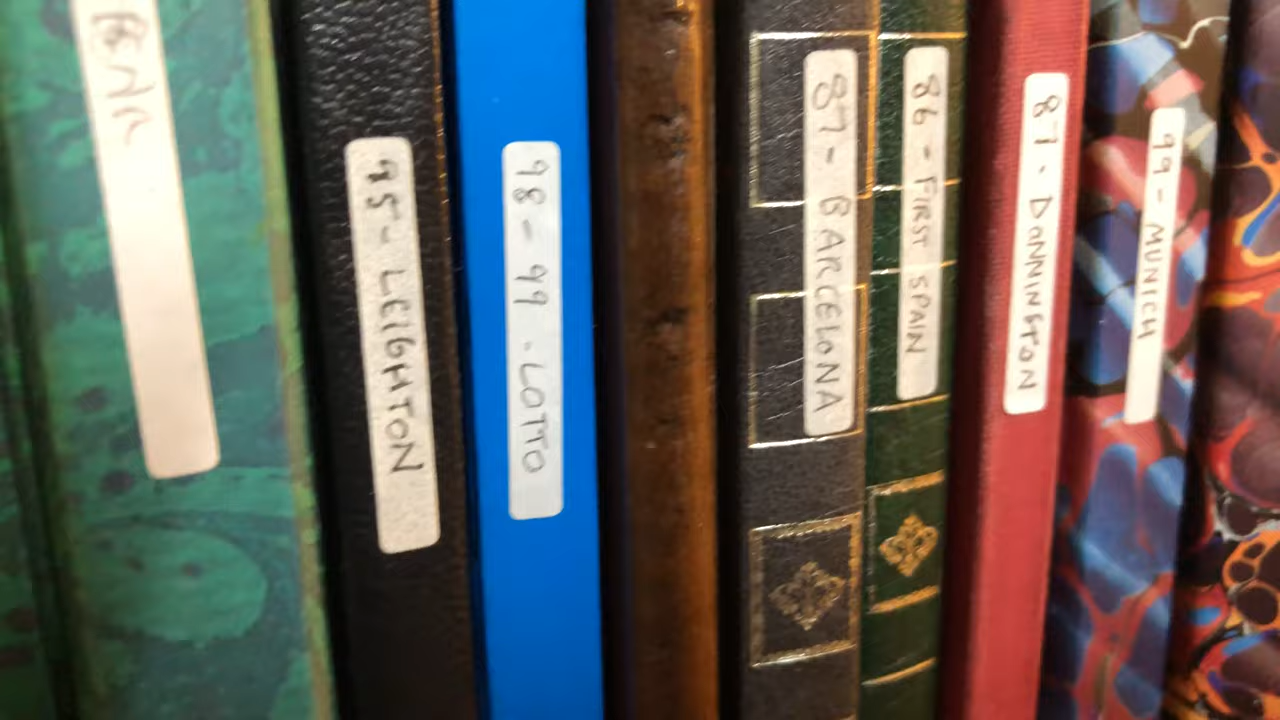 95 - LEIGHTON
98 - 99 - LOTTO
87 - BARCELONA
86 - FIRST SPAIN
87 - DONNINGTON
99 - MUNICH